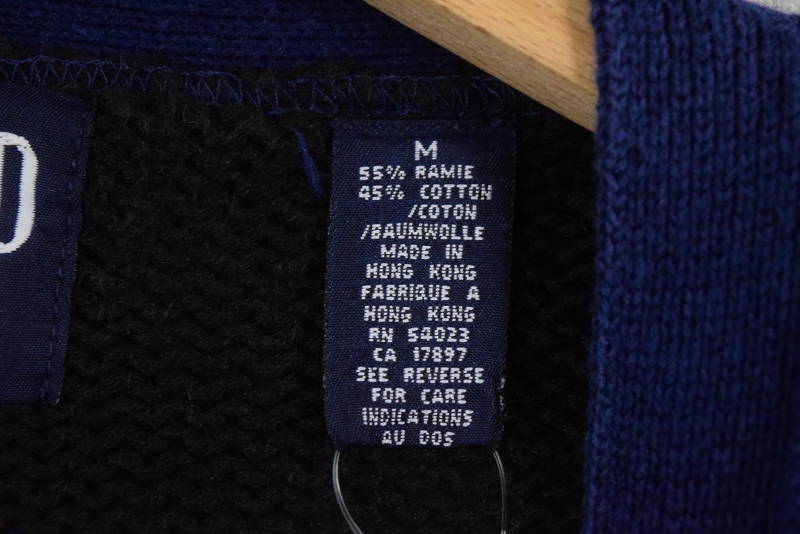 M
55% RAMIE
45% COTTON
/COTON
/BAUMWOLLE
MADE IN
HONG KONG
FABRIQUE A
HONG KONG
RN 54023
CA 17897
SEE REVERSE
FOR CARE
INDICATIONS
AU DOS